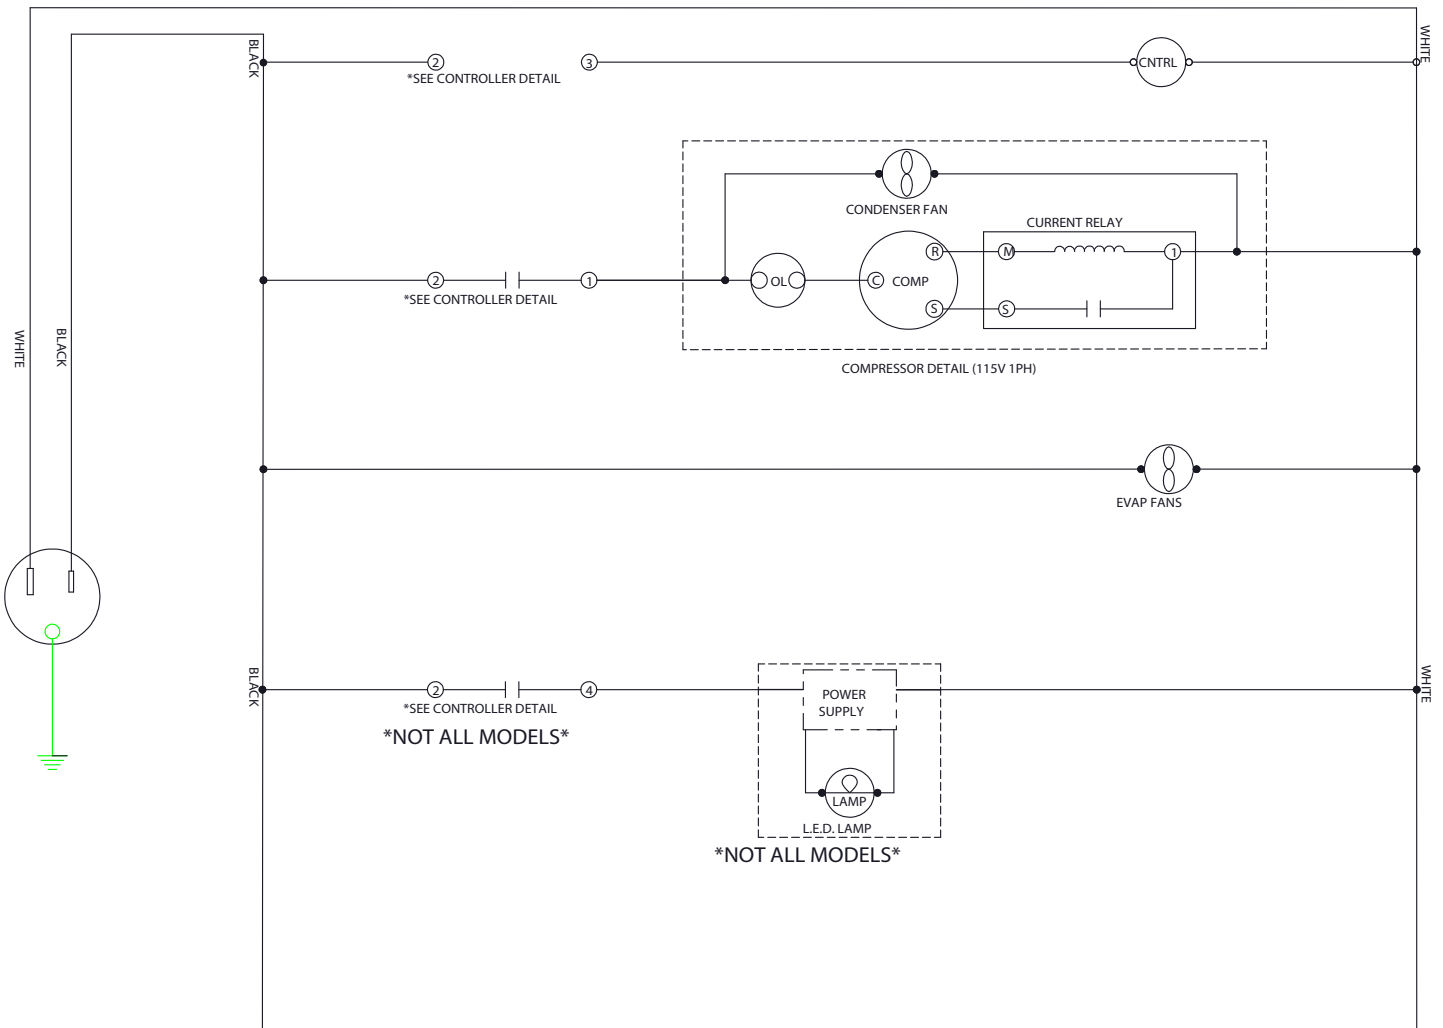 WHITE
BLACK
2
3
CNTRL
*SEE CONTROLLER DETAIL
CONDENSER FAN
CURRENT RELAY
R
M
1
2
1
OL
C
COMP
*SEE CONTROLLER DETAIL
S
S
COMPRESSOR DETAIL (115V 1PH)
WHITE
BLACK
EVAP FANS
BLACK
WHITE
2
4
POWER
SUPPLY
*SEE CONTROLLER DETAIL
*NOT ALL MODELS*
LAMP
L.E.D. LAMP
*NOT ALL MODELS*